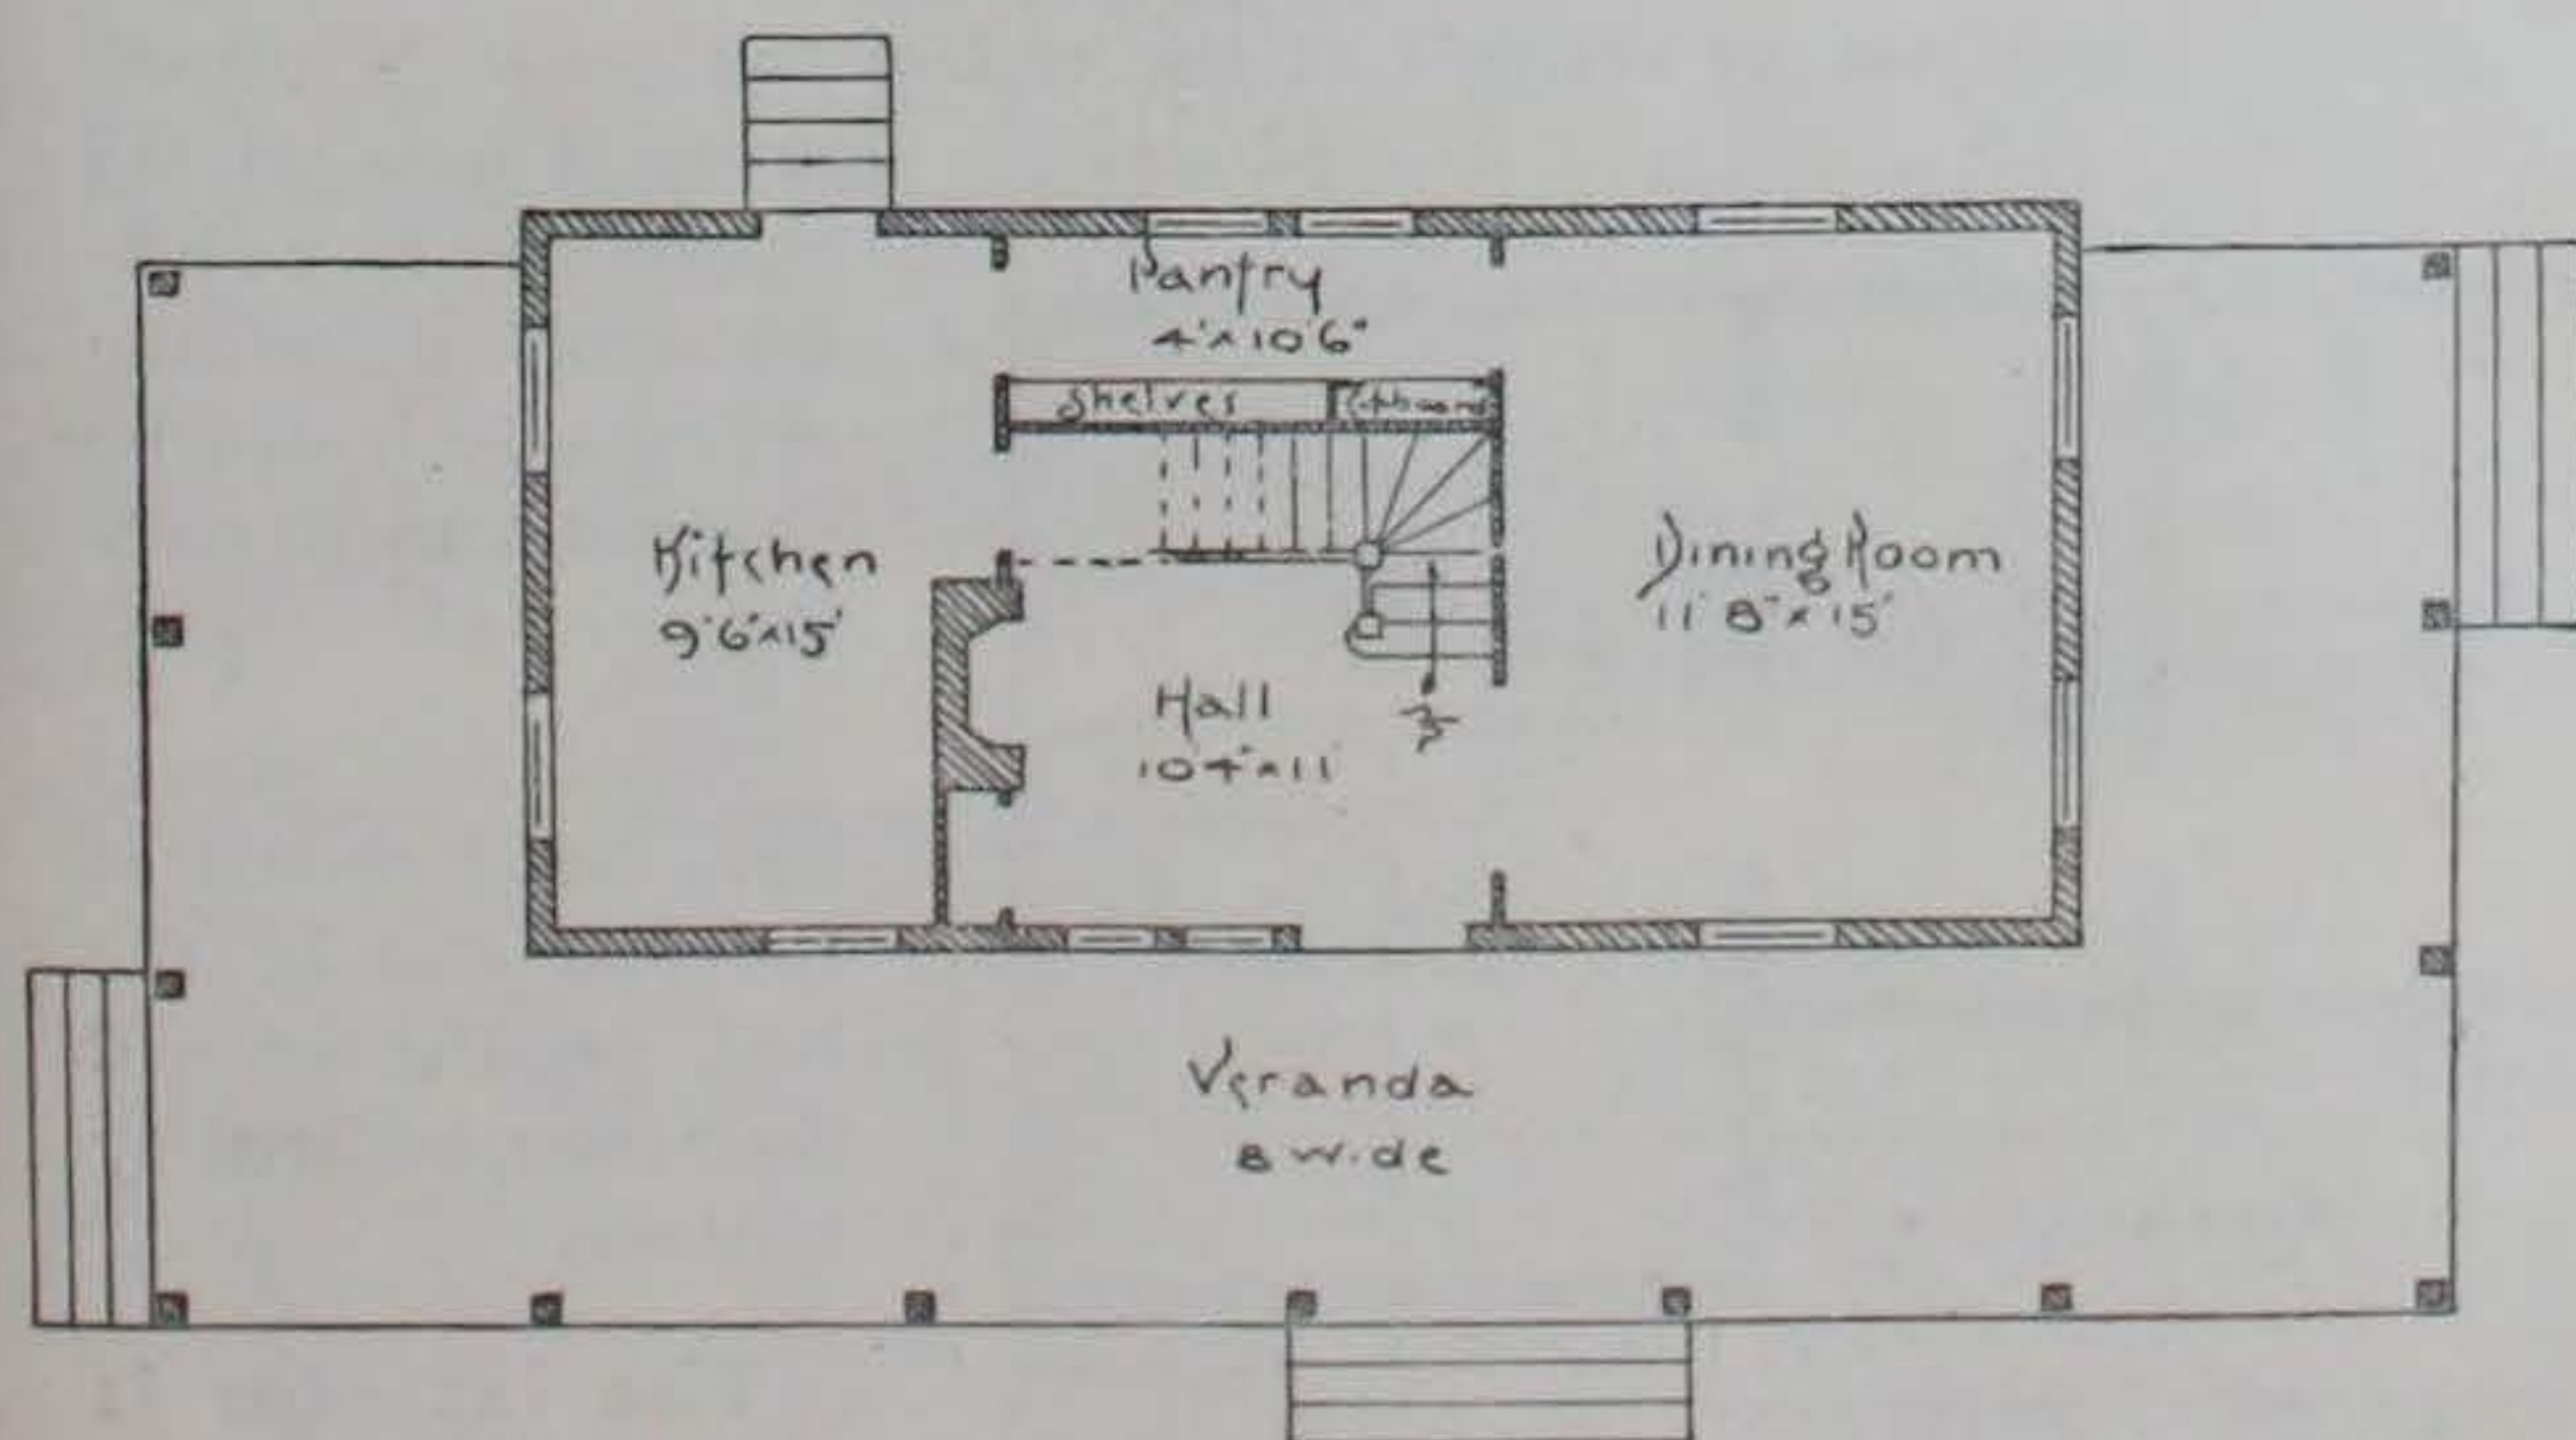 Pantry
4'x10'6"
Shelves
Cupboard
Kitchen
9'6"x15'
Dining Room
11'8"x15'
Hall
10'4"x11'
Veranda
8 wide